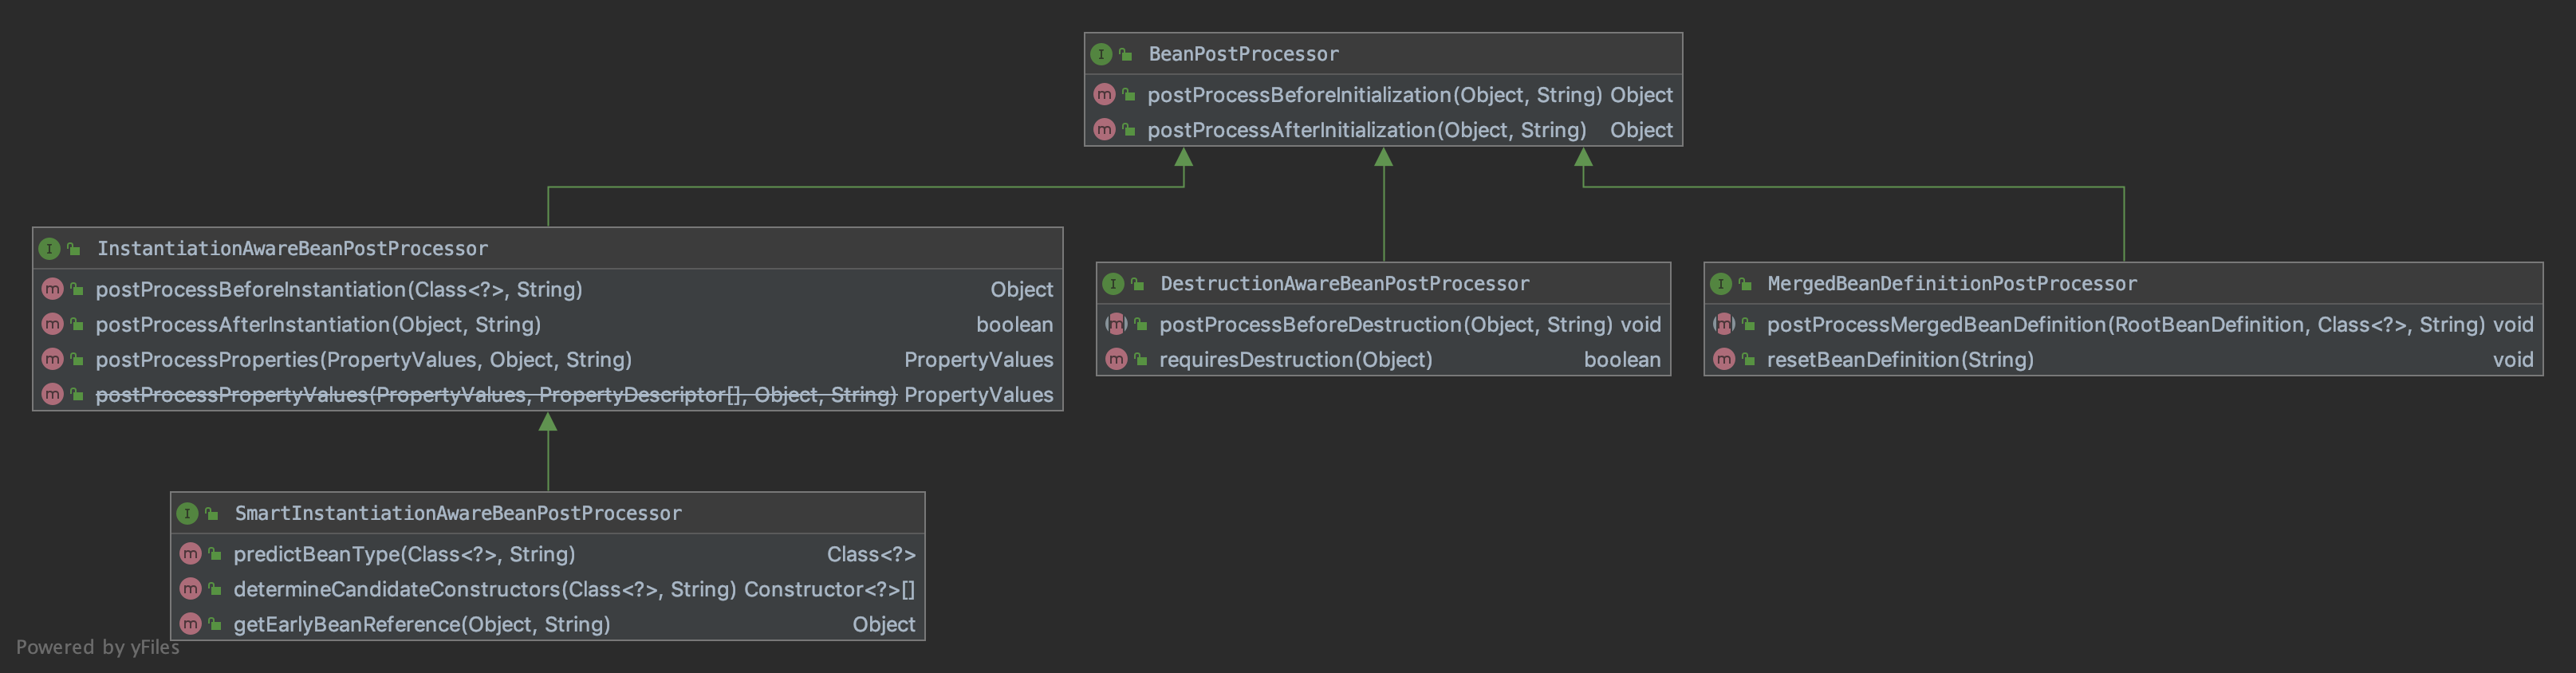 BeanPostProcessor
postProcessBeforeInitialization(Object, String) Object
postProcessAfterInitialization(Object, String) Object
InstantiationAwareBeanPostProcessor
postProcessBeforeInstantiation(Class<?>, String) Object
postProcessAfterInstantiation(Object, String) boolean
postProcessProperties(PropertyValues, Object, String) PropertyValues
postProcessPropertyValues(PropertyValues, PropertyDescriptor[], Object, String) PropertyValues
DestructionAwareBeanPostProcessor
postProcessBeforeDestruction(Object, String) void
requiresDestruction(Object) boolean
MergedBeanDefinitionPostProcessor
postProcessMergedBeanDefinition(RootBeanDefinition, Class<?>, String) void
resetBeanDefinition(String) void
SmartInstantiationAwareBeanPostProcessor
predictBeanType(Class<?>, String) Class<?>
determineCandidateConstructors(Class<?>, String) Constructor<?>[]
getEarlyBeanReference(Object, String) Object
Powered by yFiles